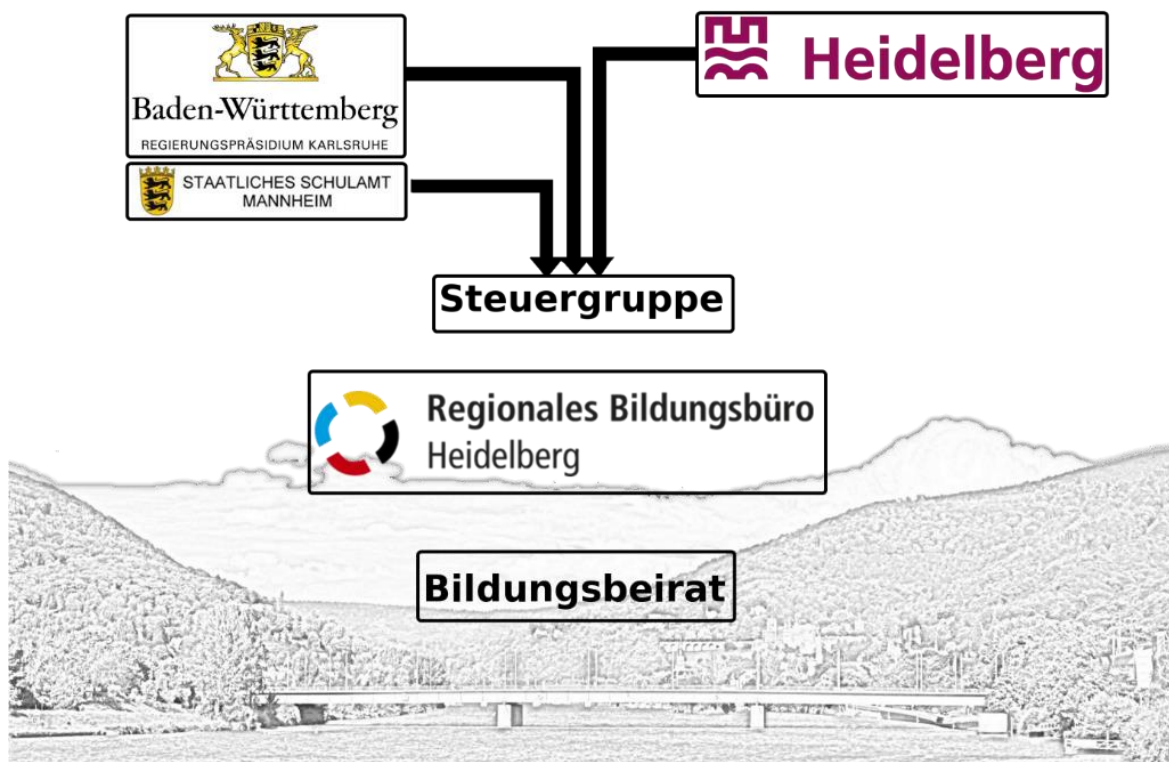 Baden-Württemberg
REGIERUNGSPRÄSIDIUM KARLSRUHE
STAATLICHES SCHULAMT
MANNHEIM
Heidelberg
Steuergruppe
Regionales Bildungsbüro
Heidelberg
Bildungsbeirat